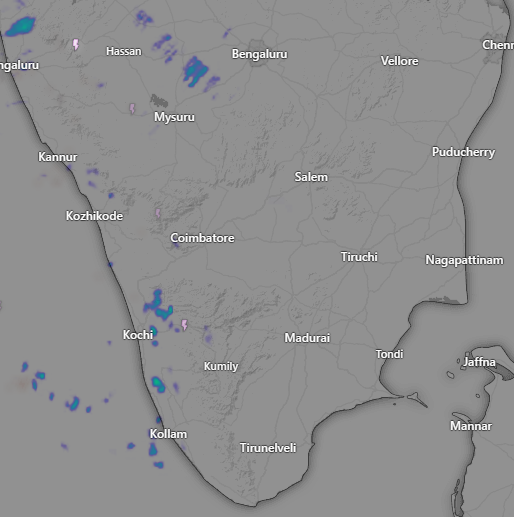 Hassan
Bengaluru
Chenn
Vellore
ngaluru
Mysuru
Puducherry
Kannur
Salem
Kozhikode
Coimbatore
Tiruchi
Nagapattinam
Kochi
Madurai
Tondi
Jaffna
Kumily
Mannar
Kollam
Tirunelveli